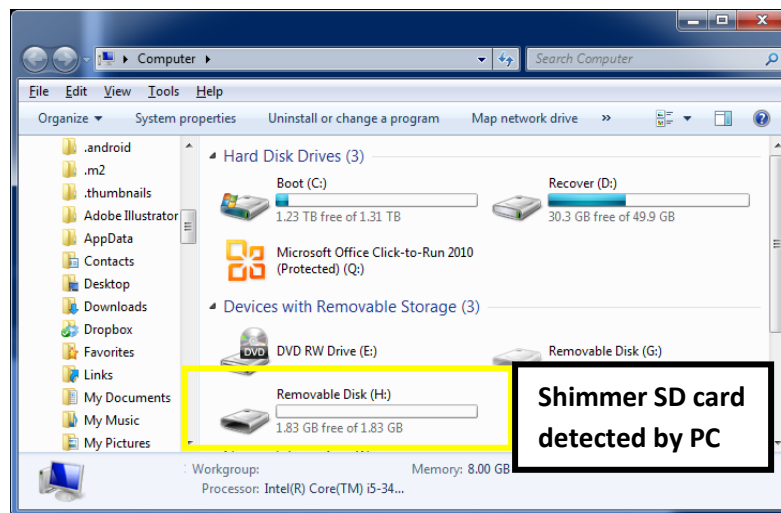 Computer
Search Computer
File Edit View Tools Help
Organize System properties Uninstall or change a program Map network drive »
.android
.m2
.thumbnails
Adobe Illustrator
AppData
Contacts
Desktop
Downloads
Dropbox
Favorites
Links
My Documents
My Music
My Pictures
Hard Disk Drives (3)
Boot (C:)
1.23 TB free of 1.31 TB
Recover (D:)
30.3 GB free of 49.9 GB
Microsoft Office Click-to-Run 2010
(Protected) (Q:)
Devices with Removable Storage (3)
DVD
DVD RW Drive (E:)
Removable Disk (G:)
Removable Disk (H:)
1.83 GB free of 1.83 GB
Shimmer SD card
detected by PC
Workgroup: Memory: 8.00 GB
Processor: Intel(R) Core(TM) i5-34...